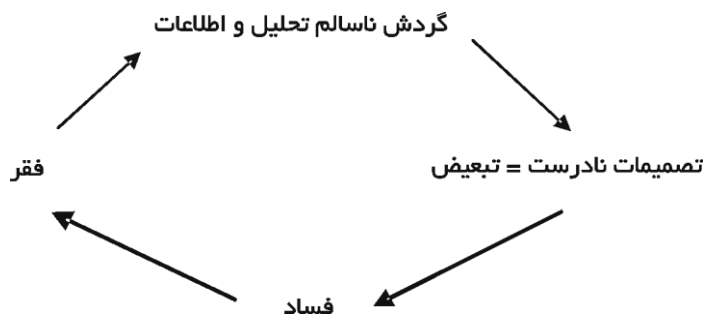 گردش ناسالم تحلیل و اطلاعات
تصمیمات نادرست = تبعیض
فقر
فساد